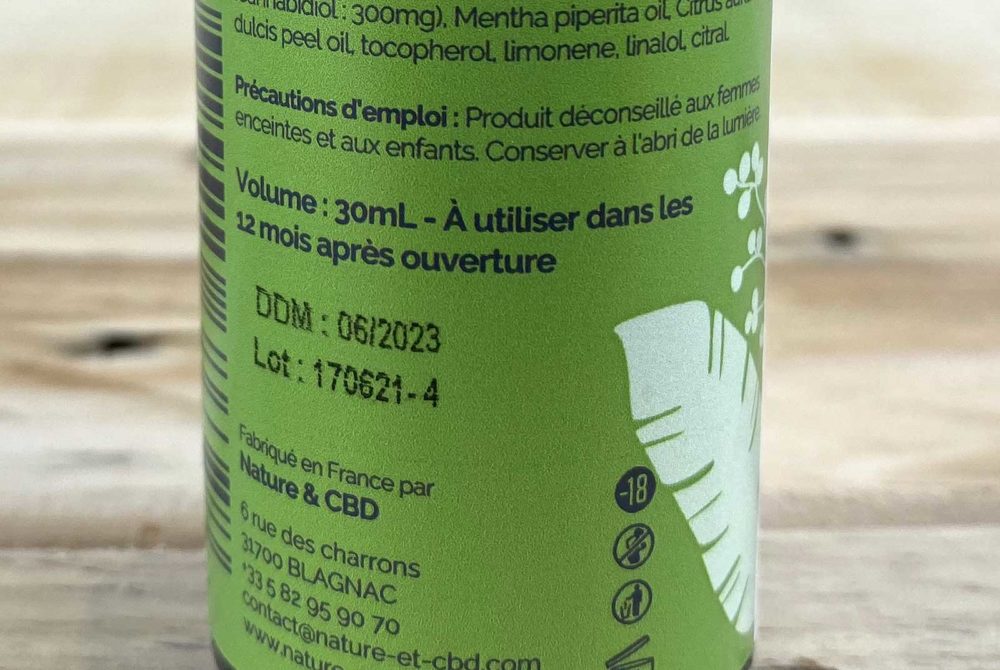 : 300mg). Mentha piperita oil, Citrus
dulcis peel oil, tocopherol, limonene, linalol, citral.
Précautions d'emploi : Produit déconseillé aux femmes
enceintes et aux enfants. Conserver à l'abri de la lumière.
Volume : 30mL - À utiliser dans les
12 mois après ouverture
DDM : 06/2023
Lot : 170621-4
Fabriqué en France par
Nature & CBD
6 rue des charrons
31700 BLAGNAC
+33 5 82 95 90 70
contact@nature-et-cbd.com
-18